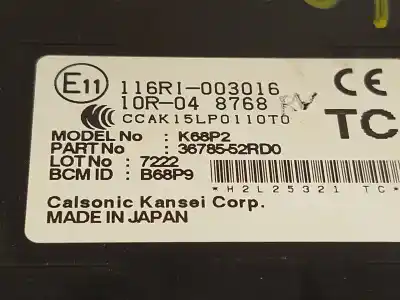 E11 116RI-003016 CE
10R-04 8768
CCAK15LP0110T0 TC
MODEL No : K68P2
PART No : 36785-52RD0
LOT No : 7222
BCM ID : B68P9
*H2L25321 TC*
Calsonic Kansei Corp.
MADE IN JAPAN